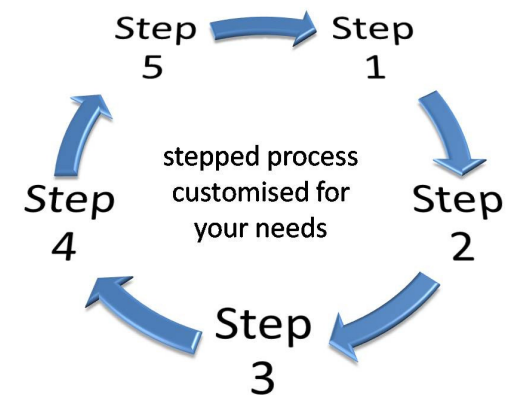 Step
1
Step
2
Step
3
Step
4
Step
5
stepped process
customised for
your needs